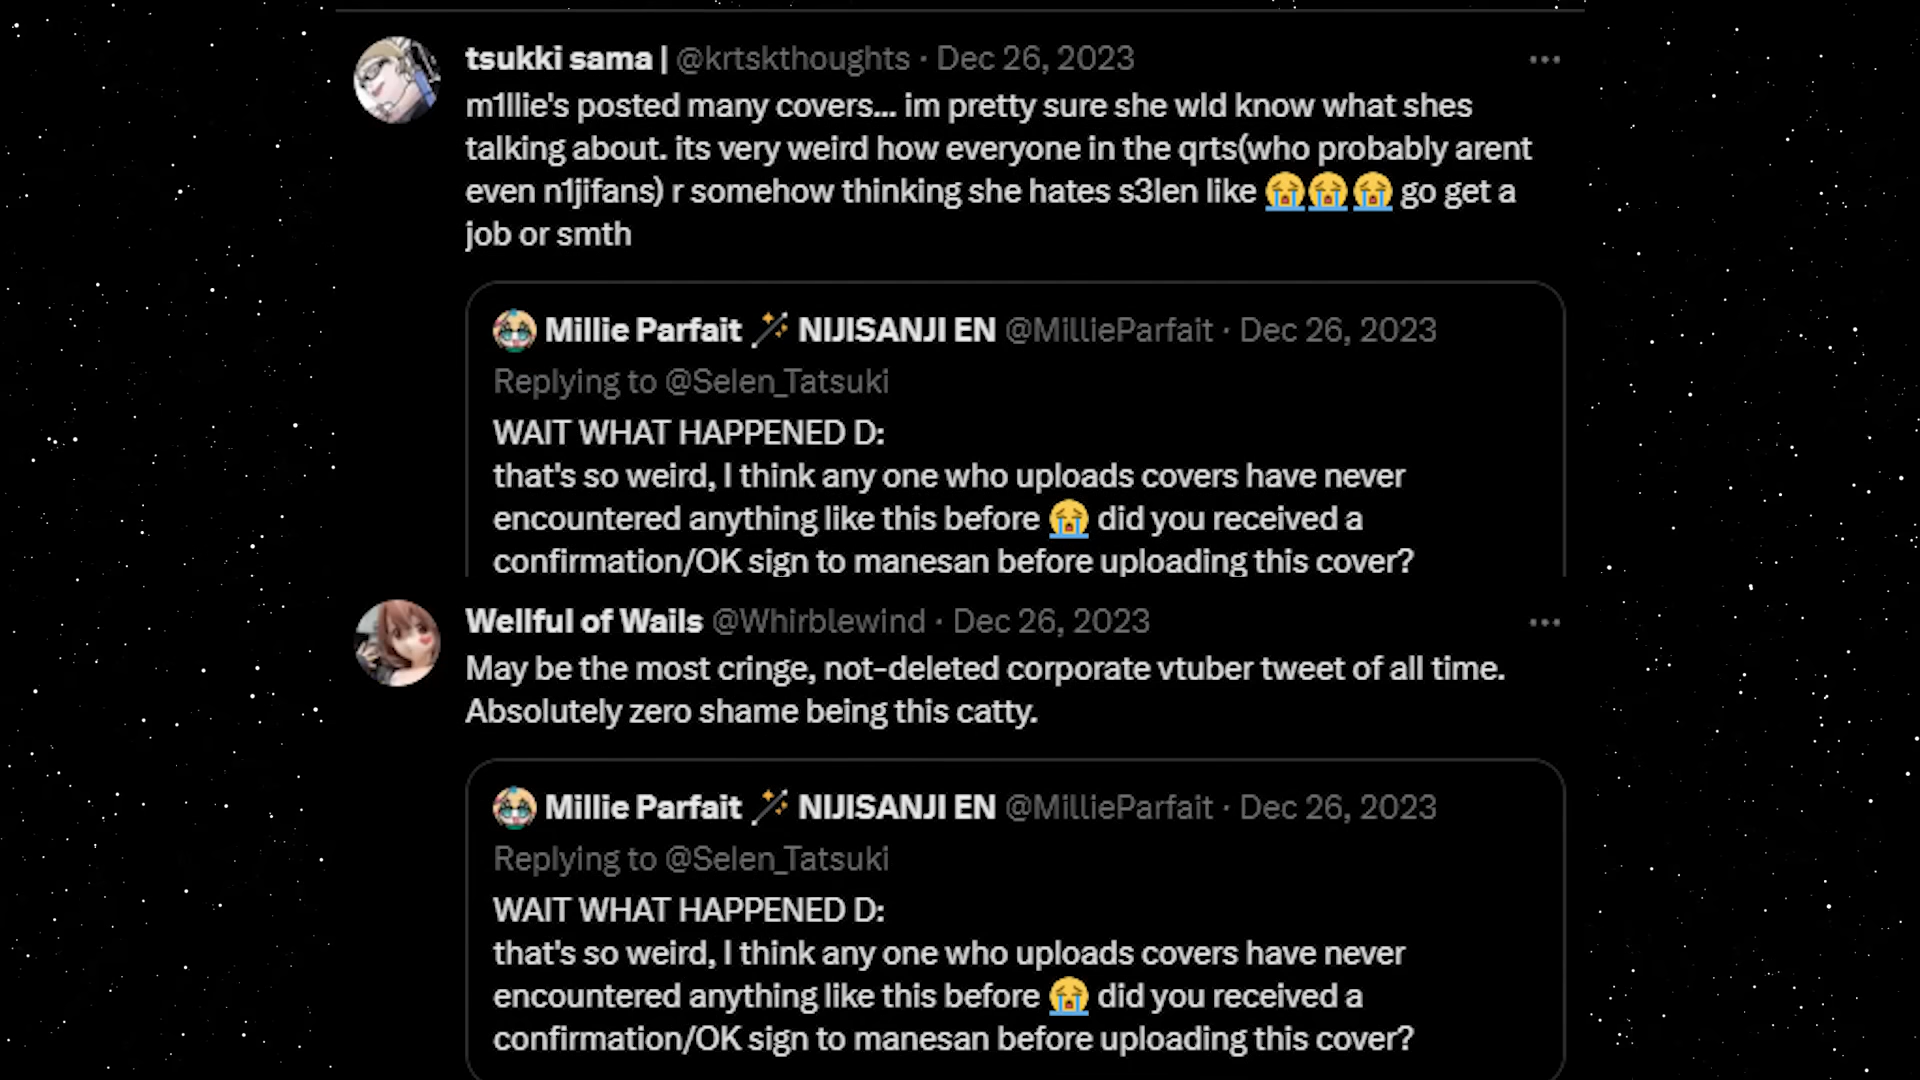 tsukki sama | @krtskthoughts · Dec 26, 2023
m1llie's posted many covers... im pretty sure she wld know what shes
talking about. its very weird how everyone in the qrts(who probably arent
even n1jifans) r somehow thinking she hates s3len like 😭😭😭 go get a
job or smth
Millie Parfait NIJISANJI EN @MillieParfait · Dec 26, 2023
Replying to @Selen_Tatsuki
WAIT WHAT HAPPENED D:
that's so weird, I think any one who uploads covers have never
encountered anything like this before 😭 did you received a
confirmation/OK sign to manesan before uploading this cover?
Wellful of Wails @Whirblewind · Dec 26, 2023
May be the most cringe, not-deleted corporate vtuber tweet of all time.
Absolutely zero shame being this catty.
Millie Parfait NIJISANJI EN @MillieParfait · Dec 26, 2023
Replying to @Selen_Tatsuki
WAIT WHAT HAPPENED D:
that's so weird, I think any one who uploads covers have never
encountered anything like this before 😭 did you received a
confirmation/OK sign to manesan before uploading this cover?